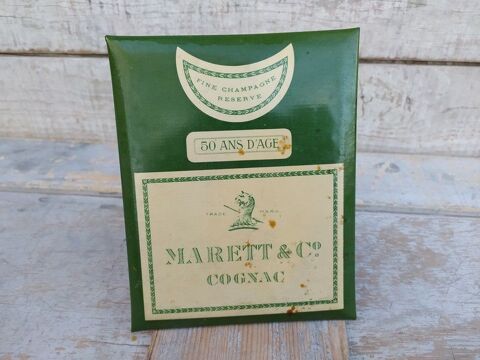 FINE CHAMPAGNE
RESERVE
50 ANS D'AGE
TRADE MARK
MARETT & Cº
COGNAC